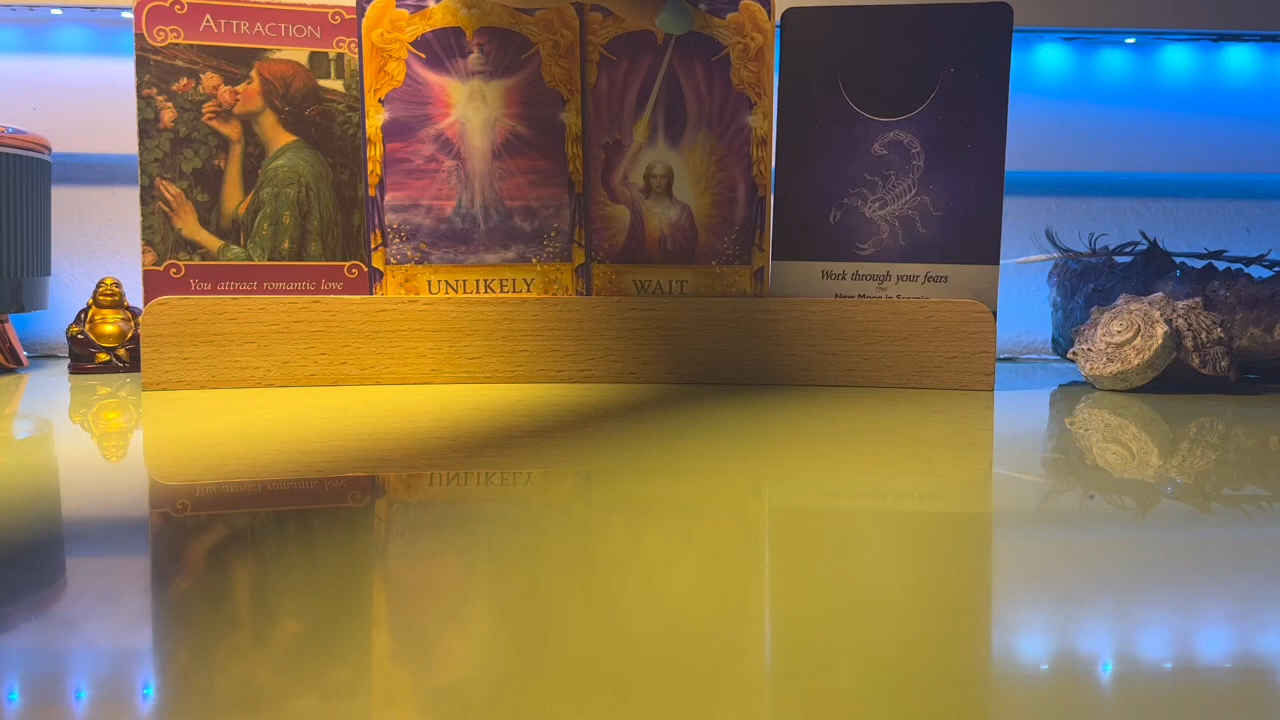 ATTRACTION
You attract romantic love
UNLIKELY
WAIT
Work through your fears
New Moon in Scorpio